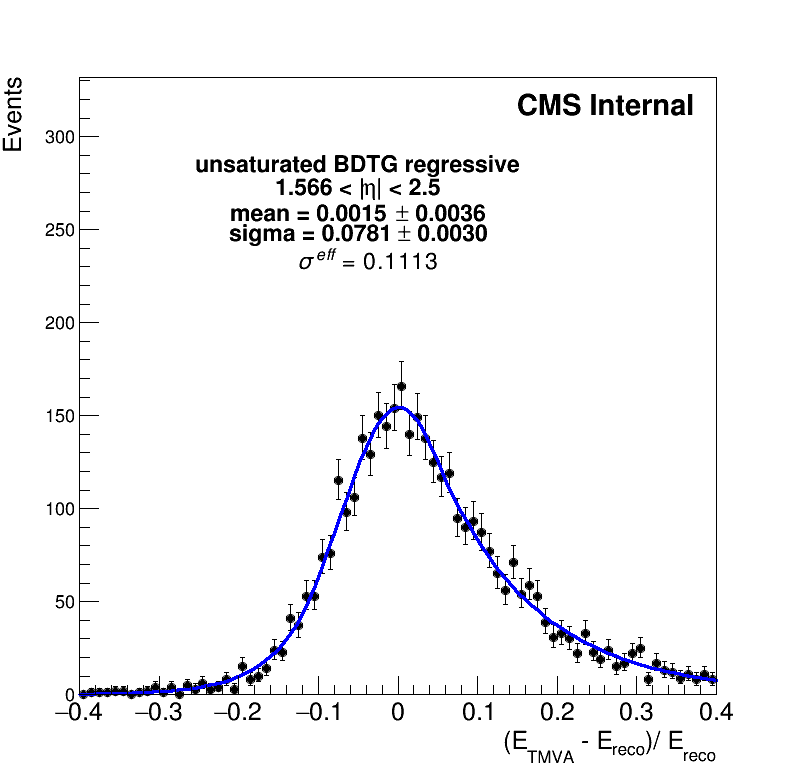 Events
CMS Internal
unsaturated BDTG regressive
1.566 < |η| < 2.5
mean = 0.0015 ± 0.0036
sigma = 0.0781 ± 0.0030
σ^eff = 0.1113
300
250
200
150
100
50
0
−0.4 −0.3 −0.2 −0.1 0 0.1 0.2 0.3 0.4
(E_TMVA - E_reco)/ E_reco